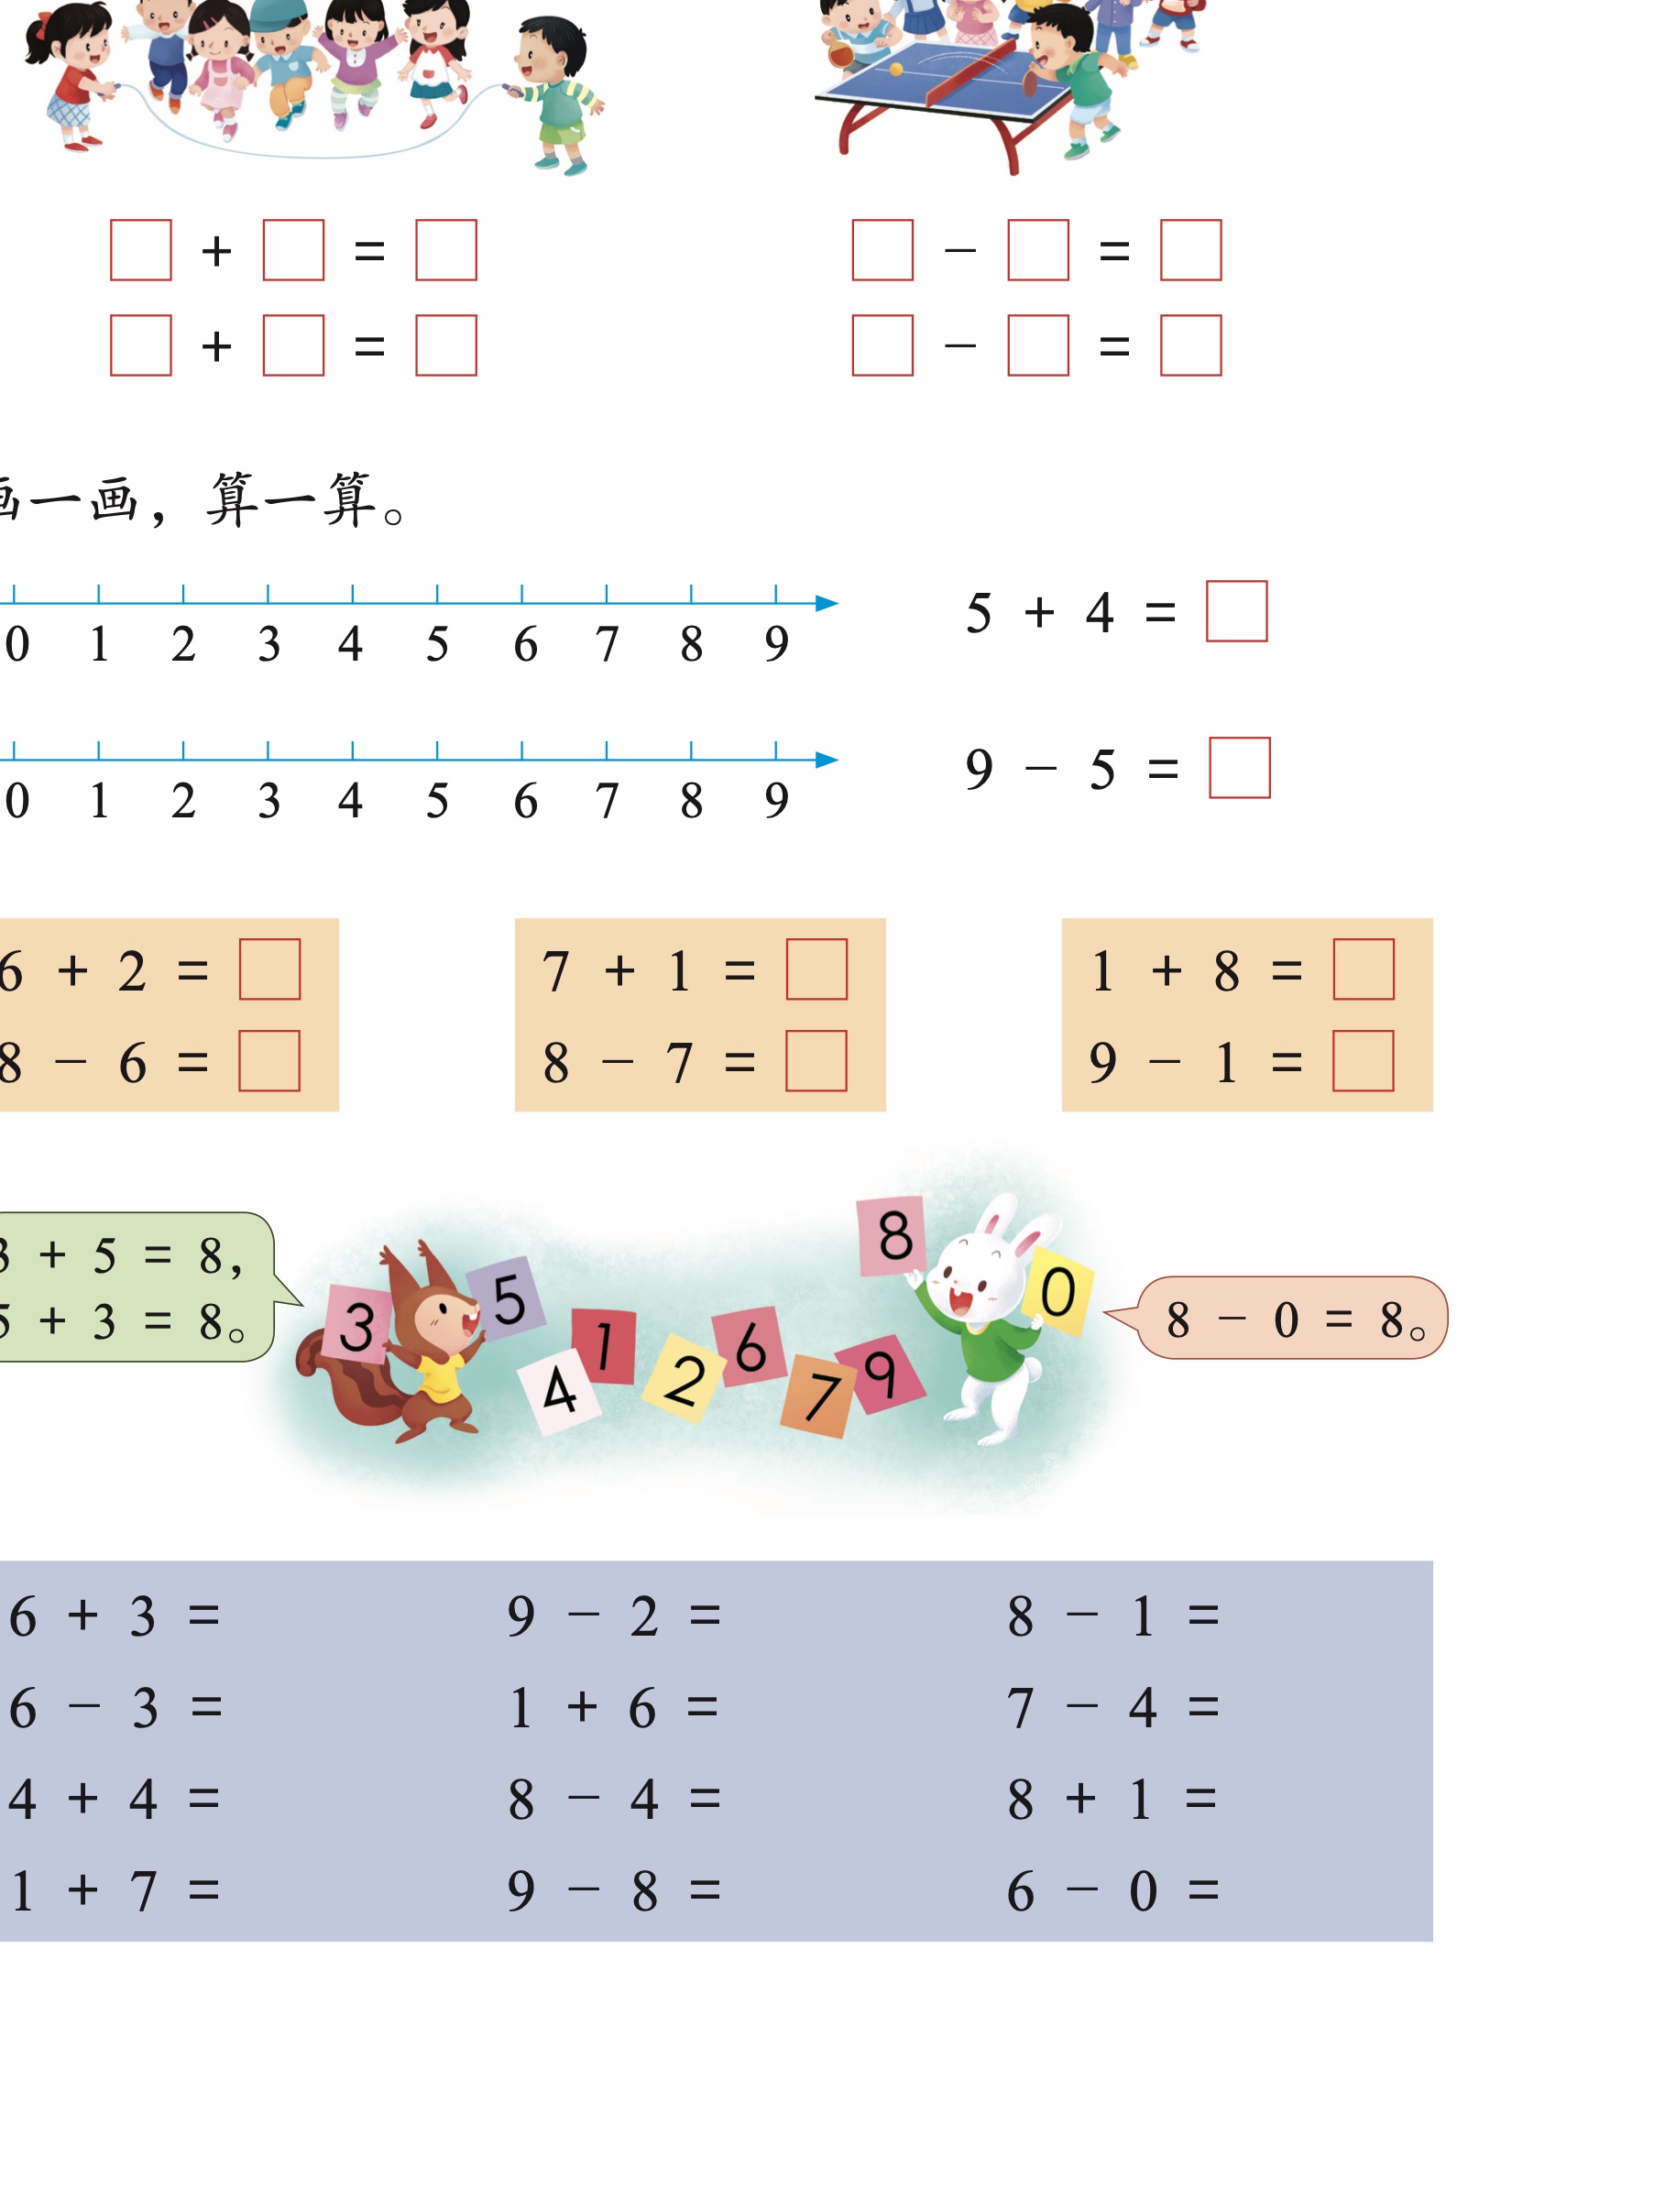 + =
− =
+ =
− =
画一画，算一算。
0 1 2 3 4 5 6 7 8 9
5 + 4 =
0 1 2 3 4 5 6 7 8 9
9 − 5 =
6 + 2 =
8 − 6 =
7 + 1 =
8 − 7 =
1 + 8 =
9 − 1 =
3 + 5 = 8，
5 + 3 = 8。
3
5
1
4
2
6
7
9
8
0
8 − 0 = 8。
6 + 3 =
9 − 2 =
8 − 1 =
6 − 3 =
1 + 6 =
7 − 4 =
4 + 4 =
8 − 4 =
8 + 1 =
1 + 7 =
9 − 8 =
6 − 0 =